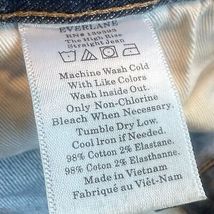 EVERLANE
The High Rise
Straight Jean
Machine Wash Cold
With Like Colors
Wash Inside Out.
Only Non-Chlorine
Bleach When Necessary.
Tumble Dry Low.
Cool Iron if Needed.
98% Cotton 2% Elastane.
98% Cotton 2% Elasthanne.
Made in Vietnam
Fabriqué au Viêt-Nam